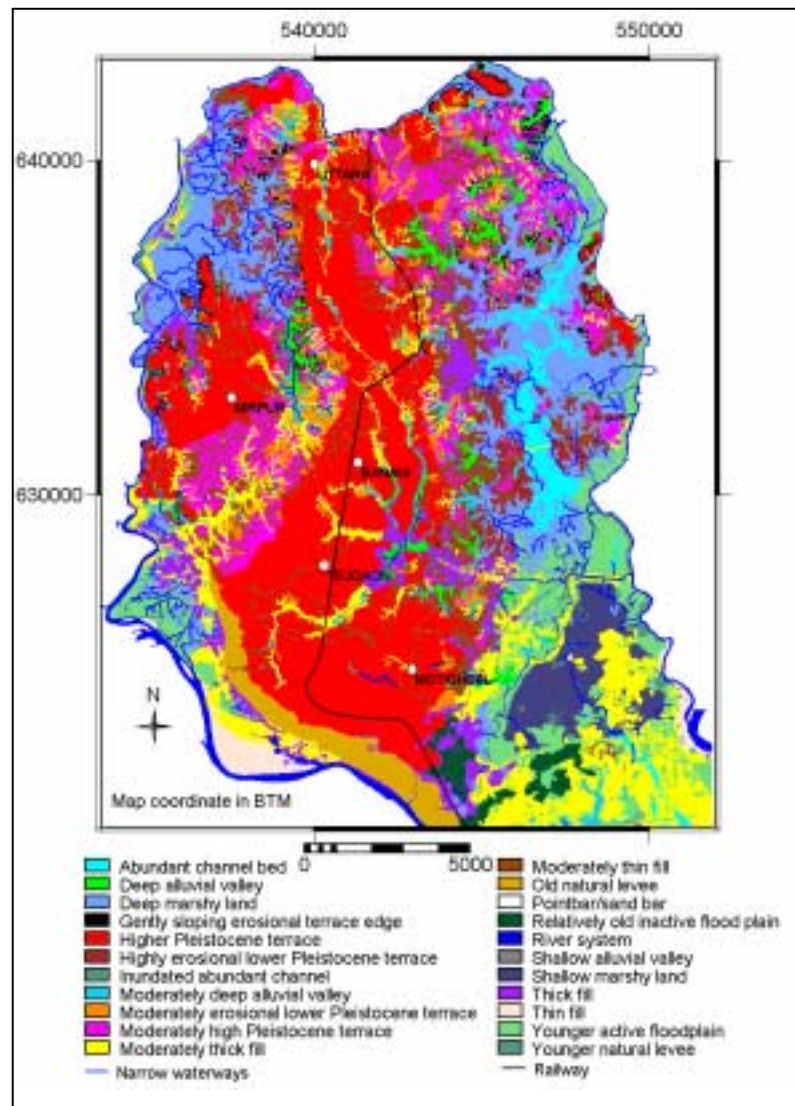 540000 550000
640000
UTTARA
MIRPUR
630000
MOTIJHEEL
N
Map coordinate in BTM
0 5000
Abundant channel bed
Deep alluvial valley
Deep marshy land
Gently sloping erosional terrace edge
Higher Pleistocene terrace
Highly erosional lower Pleistocene terrace
Inundated abundant channel
Moderately deep alluvial valley
Moderately erosional lower Pleistocene terrace
Moderately high Pleistocene terrace
Moderately thick fill
Narrow waterways
Moderately thin fill
Old natural levee
Pointbar/sand bar
Relatively old inactive flood plain
River system
Shallow alluvial valley
Shallow marshy land
Thick fill
Thin fill
Younger active floodplain
Younger natural levee
Railway